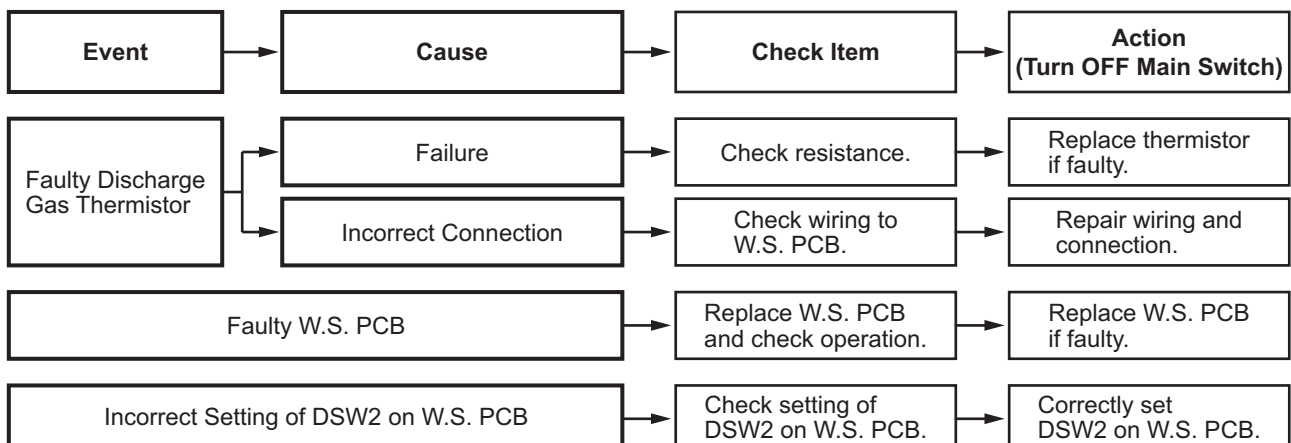 Event
Cause
Check Item
Action
(Turn OFF Main Switch)
Faulty Discharge
Gas Thermistor
Failure
Check resistance.
Replace thermistor
if faulty.
Incorrect Connection
Check wiring to
W.S. PCB.
Repair wiring and
connection.
Faulty W.S. PCB
Replace W.S. PCB
and check operation.
Replace W.S. PCB
if faulty.
Incorrect Setting of DSW2 on W.S. PCB
Check setting of
DSW2 on W.S. PCB.
Correctly set
DSW2 on W.S. PCB.